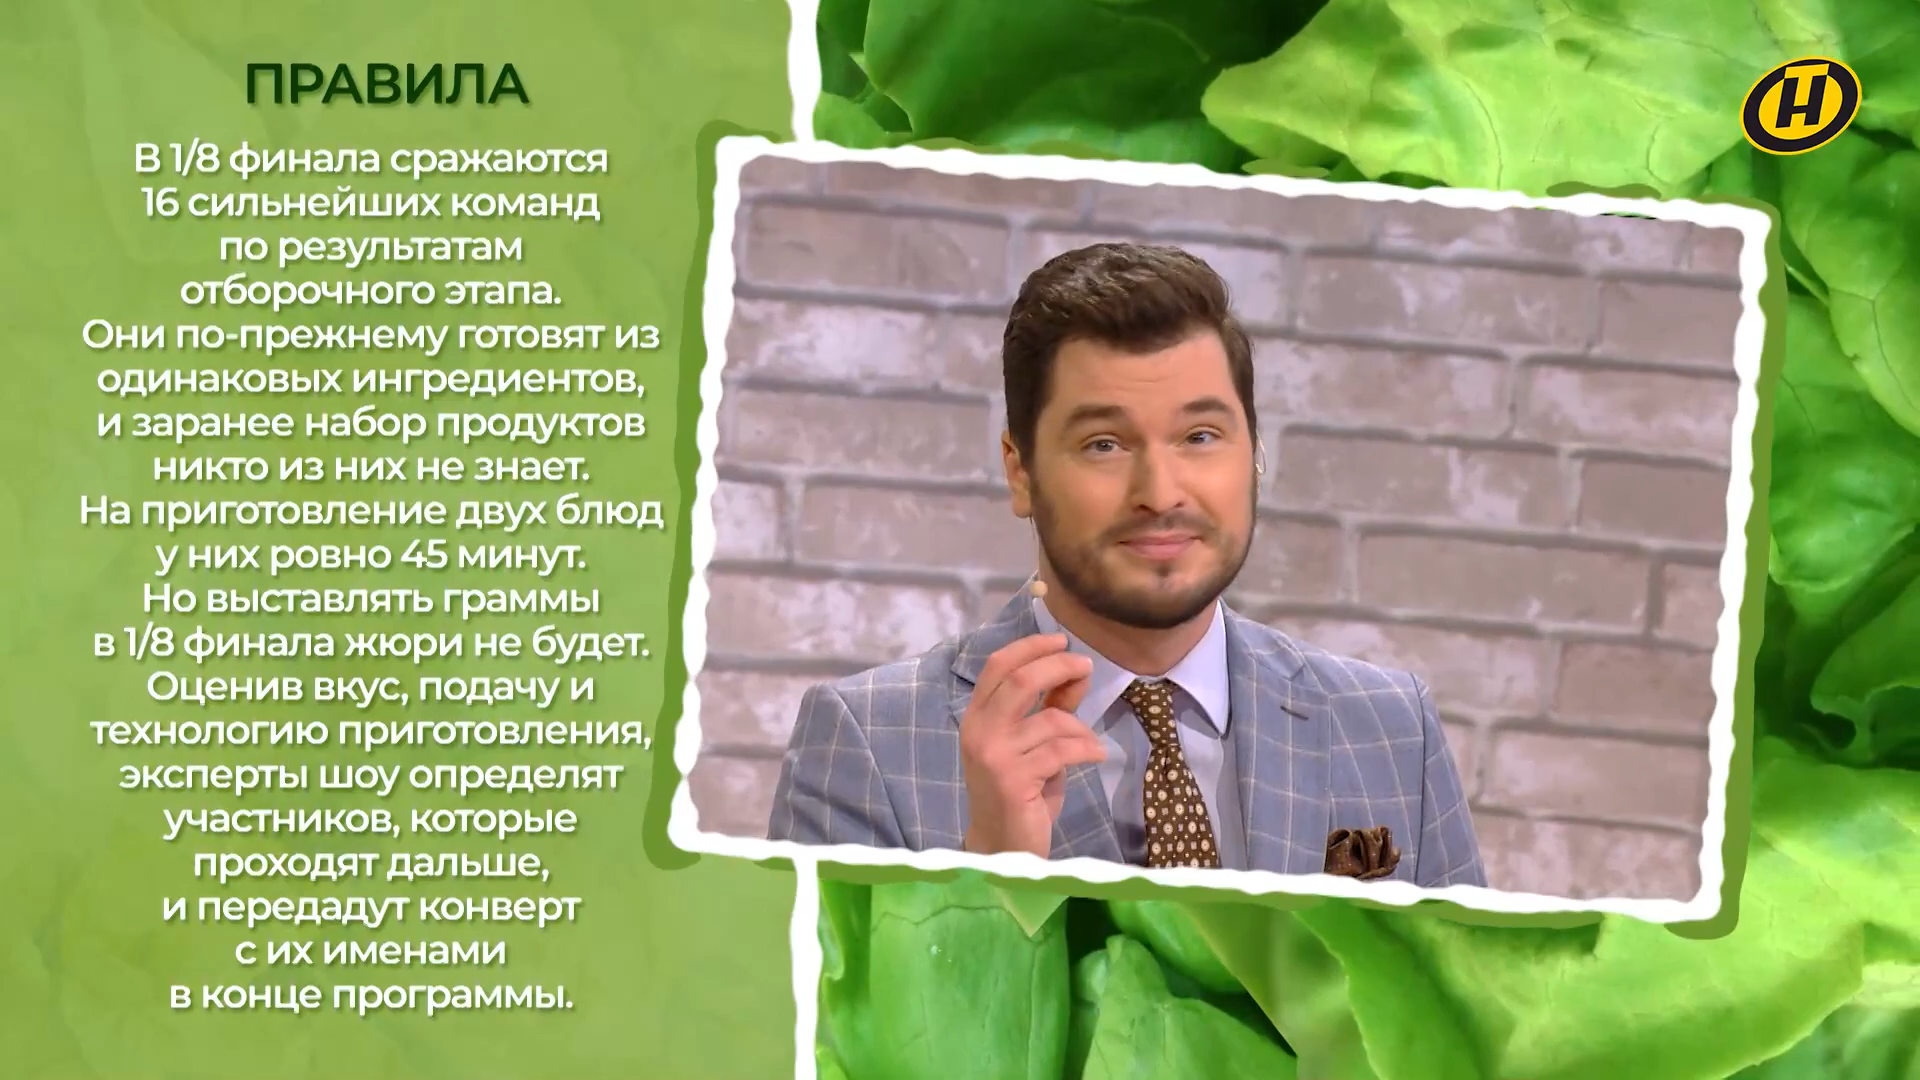 ПРАВИЛА
В 1/8 финала сражаются
16 сильнейших команд
по результатам
отборочного этапа.
Они по-прежнему готовят из
одинаковых ингредиентов,
и заранее набор продуктов
никто из них не знает.
На приготовление двух блюд
у них ровно 45 минут.
Но выставлять граммы
в 1/8 финала жюри не будет.
Оценив вкус, подачу и
технологию приготовления,
эксперты шоу определят
участников, которые
проходят дальше,
и передадут конверт
с их именами
в конце программы.
ОНТ